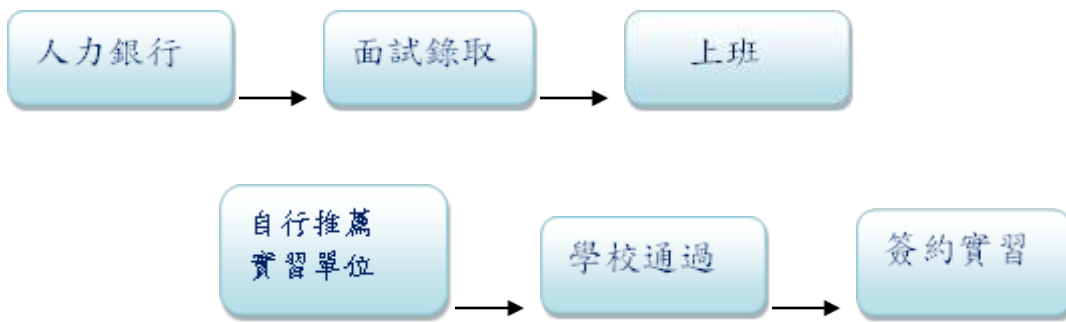 人力銀行
面試錄取
上班
自行推薦
實習單位
學校通過
簽約實習